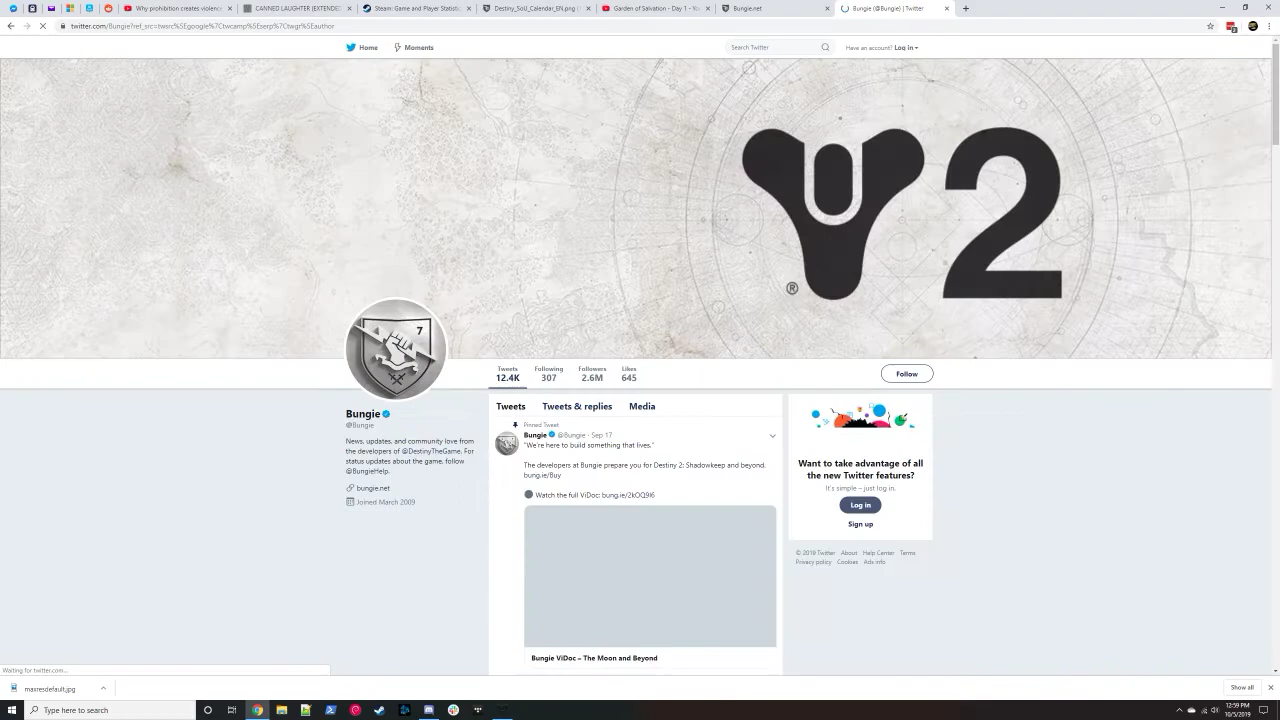 Why prohibition creates violence
CANNED LAUGHTER (EXTENDED
Steam: Game and Player Statistic
Destiny_SoU_Calendar_EN.png (
Garden of Salvation - Day 1 - You
Bungie.net
Bungie (@Bungie) | Twitter
twitter.com/Bungie?ref_src=twsrc%5Egoogle%7Ctwcamp%5Eserp%7Ctwgr%5Eauthor
Home
Moments
Search Twitter
Have an account? Log in
2
®
7
Tweets
12.4K
Following
307
Followers
2.6M
Likes
645
Follow
Bungie
@Bungie
News, updates, and community love from
the developers of @DestinyTheGame. For
status updates about the game, follow
@BungieHelp.
bungie.net
Joined March 2009
Tweets
Tweets & replies
Media
Pinned Tweet
Bungie @Bungie · Sep 17
"We're here to build something that lives."
The developers at Bungie prepare you for Destiny 2: Shadowkeep and beyond.
bung.ie/Buy
Watch the full ViDoc: bung.ie/2kOQ9I6
Bungie ViDoc – The Moon and Beyond
Want to take advantage of all
the new Twitter features?
It's simple – just log in.
Log in
Sign up
© 2019 Twitter About Help Center Terms
Privacy policy Cookies Ads info
Waiting for twitter.com...
maxresdefault.jpg
Show all
Type here to search
12:59 PM
10/5/2019